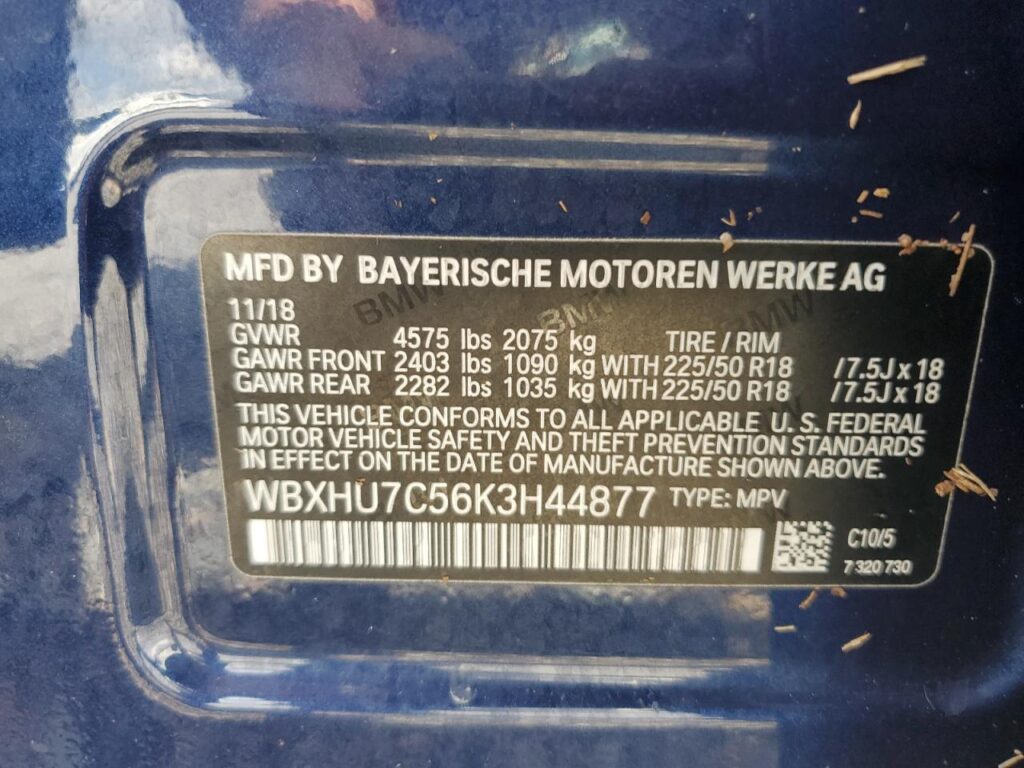 MFD BY BAYERISCHE MOTOREN WERKE AG
11/18
GVWR 4575 lbs 2075 kg TIRE / RIM
GAWR FRONT 2403 lbs 1090 kg WITH 225/50 R18 /7.5J x 18
GAWR REAR 2282 lbs 1035 kg WITH 225/50 R18 /7.5J x 18
THIS VEHICLE CONFORMS TO ALL APPLICABLE U. S. FEDERAL
MOTOR VEHICLE SAFETY AND THEFT PREVENTION STANDARDS
IN EFFECT ON THE DATE OF MANUFACTURE SHOWN ABOVE.
WBXHU7C56K3H44877 TYPE: MPV
C10/5
7 320 730
BMW BMW BMW